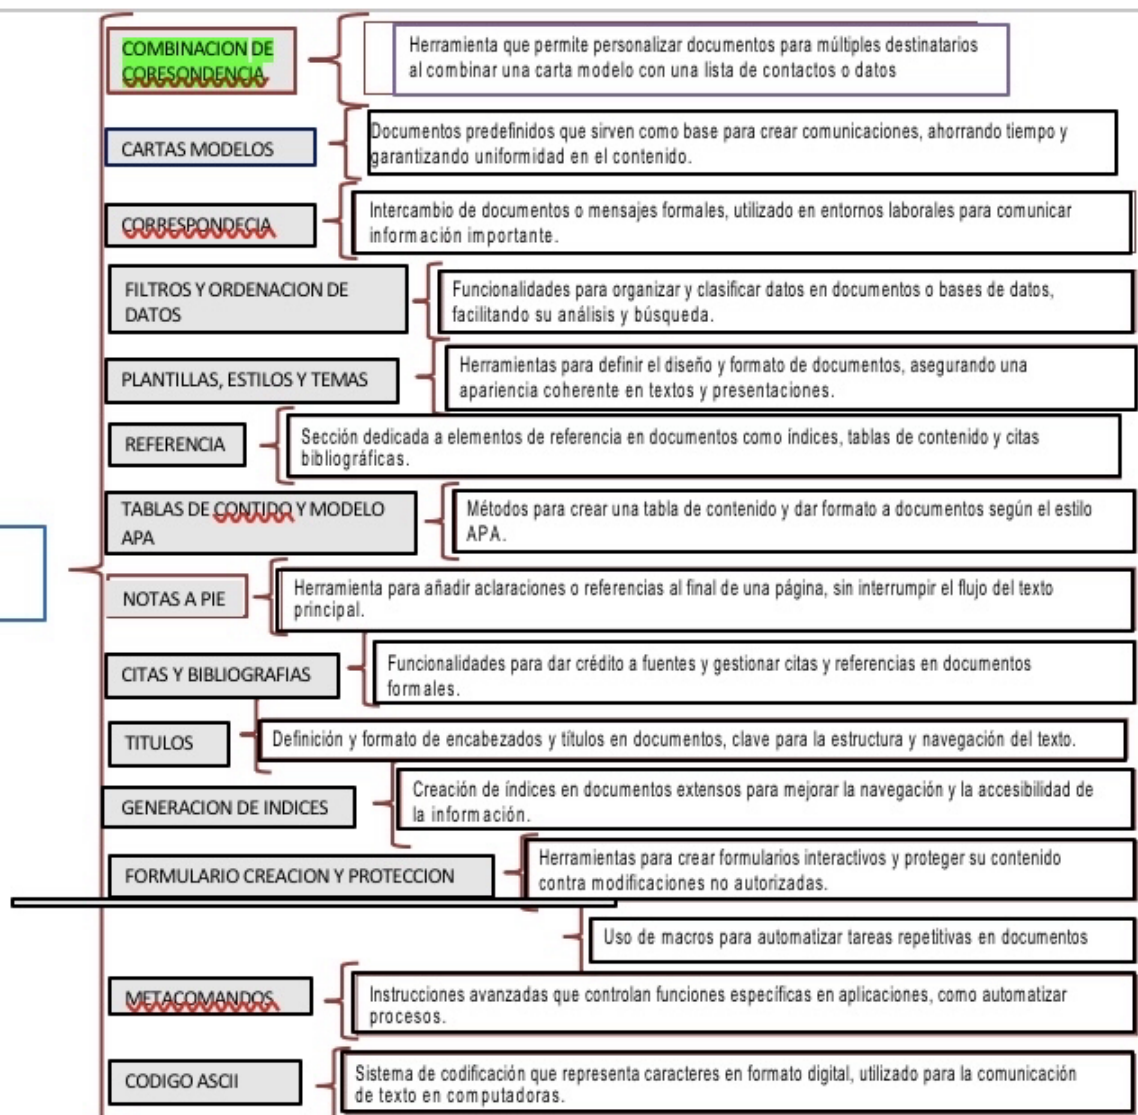 COMBINACION DE
CORESONDENCIA
Herramienta que permite personalizar documentos para múltiples destinatarios
al combinar una carta modelo con una lista de contactos o datos
CARTAS MODELOS
Documentos predefinidos que sirven como base para crear comunicaciones, ahorrando tiempo y
garantizando uniformidad en el contenido.
CORRESPONDECIA
Intercambio de documentos o mensajes formales, utilizado en entornos laborales para comunicar
información importante.
FILTROS Y ORDENACION DE
DATOS
Funcionalidades para organizar y clasificar datos en documentos o bases de datos,
facilitando su análisis y búsqueda.
PLANTILLAS, ESTILOS Y TEMAS
Herramientas para definir el diseño y formato de documentos, asegurando una
apariencia coherente en textos y presentaciones.
REFERENCIA
Sección dedicada a elementos de referencia en documentos como índices, tablas de contenido y citas
bibliográficas.
TABLAS DE CONTIDO Y MODELO
APA
Métodos para crear una tabla de contenido y dar formato a documentos según el estilo
APA.
NOTAS A PIE
Herramienta para añadir aclaraciones o referencias al final de una página, sin interrumpir el flujo del texto
principal.
CITAS Y BIBLIOGRAFIAS
Funcionalidades para dar crédito a fuentes y gestionar citas y referencias en documentos
formales.
TITULOS
Definición y formato de encabezados y títulos en documentos, clave para la estructura y navegación del texto.
GENERACION DE INDICES
Creación de índices en documentos extensos para mejorar la navegación y la accesibilidad de
la información.
FORMULARIO CREACION Y PROTECCION
Herramientas para crear formularios interactivos y proteger su contenido
contra modificaciones no autorizadas.
Uso de macros para automatizar tareas repetitivas en documentos
METACOMANDOS
Instrucciones avanzadas que controlan funciones específicas en aplicaciones, como automatizar
procesos.
CODIGO ASCII
Sistema de codificación que representa caracteres en formato digital, utilizado para la comunicación
de texto en computadoras.